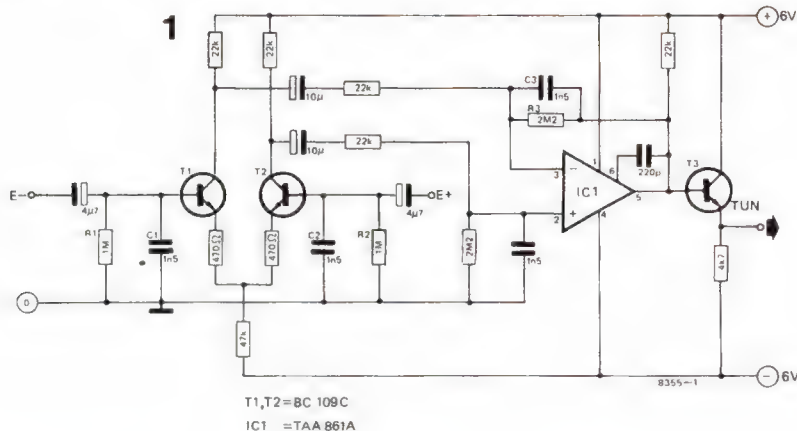 1
22k
22k
22k
+ 6V
10µ
22k
C3
1n5
R3
2M2
10µ
22k
220p
T1
T2
T3
TUN
E-
4µ7
4µ7
E+
3
-
IC1
1
6
5
2
+
4
R1
1M
C1
1n5
470Ω
470Ω
C2
1n5
R2
1M
2M2
1n5
4k7
0
47k
8355-1
- 6V
T1,T2=BC 109C
IC1 =TAA 861A